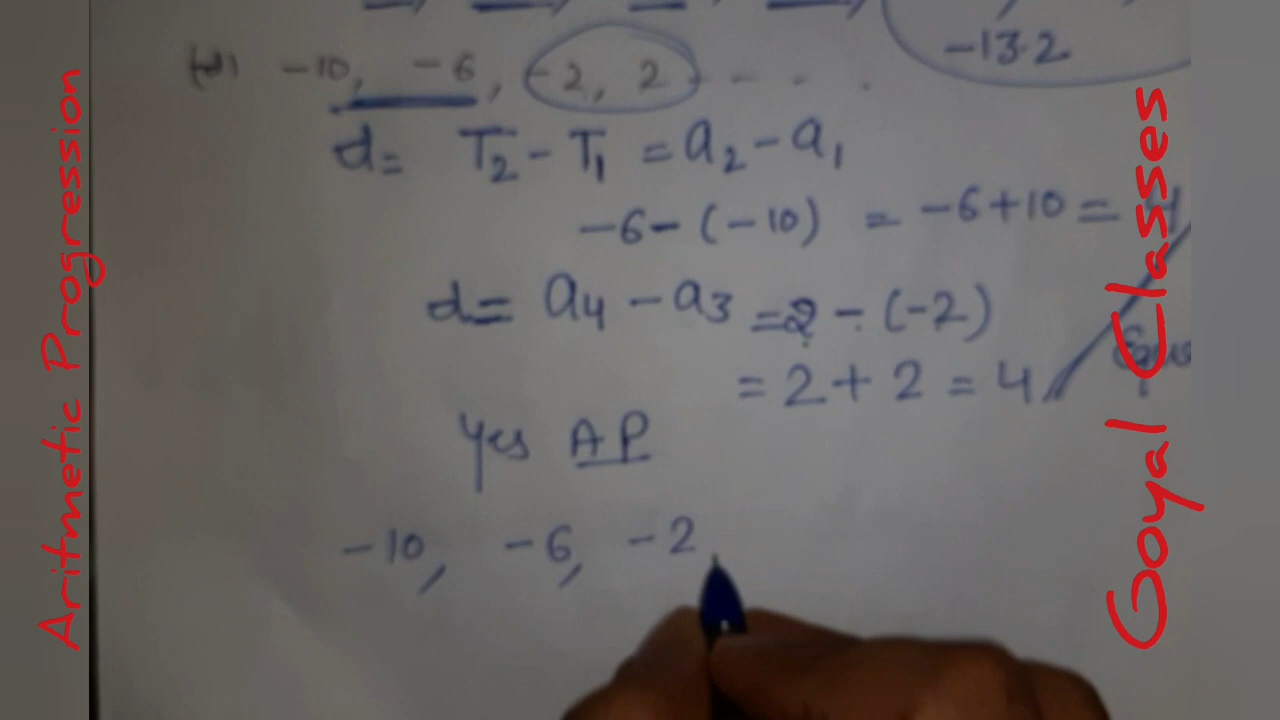 -13.2
-10, -6, -2, 2 - - - .
d= T2 - T1 = a2 - a1
-6 - (-10) = -6+10 = 4
d= a4 - a3 = 2 - (-2)
= 2 + 2 = 4
Yes AP
-10, -6, -2
Aritmetic Progression
Goyal Classes